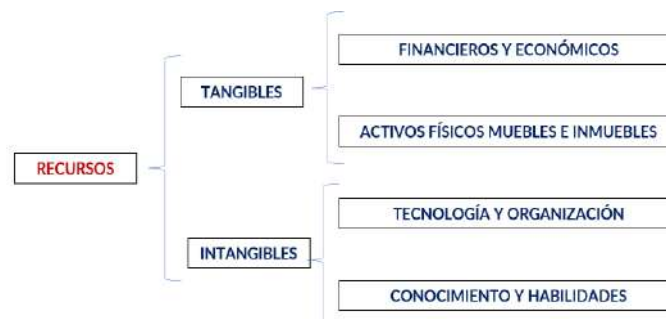 FINANCIEROS Y ECONÓMICOS
TANGIBLES
ACTIVOS FÍSICOS MUEBLES E INMUEBLES
RECURSOS
TECNOLOGÍA Y ORGANIZACIÓN
INTANGIBLES
CONOCIMIENTO Y HABILIDADES